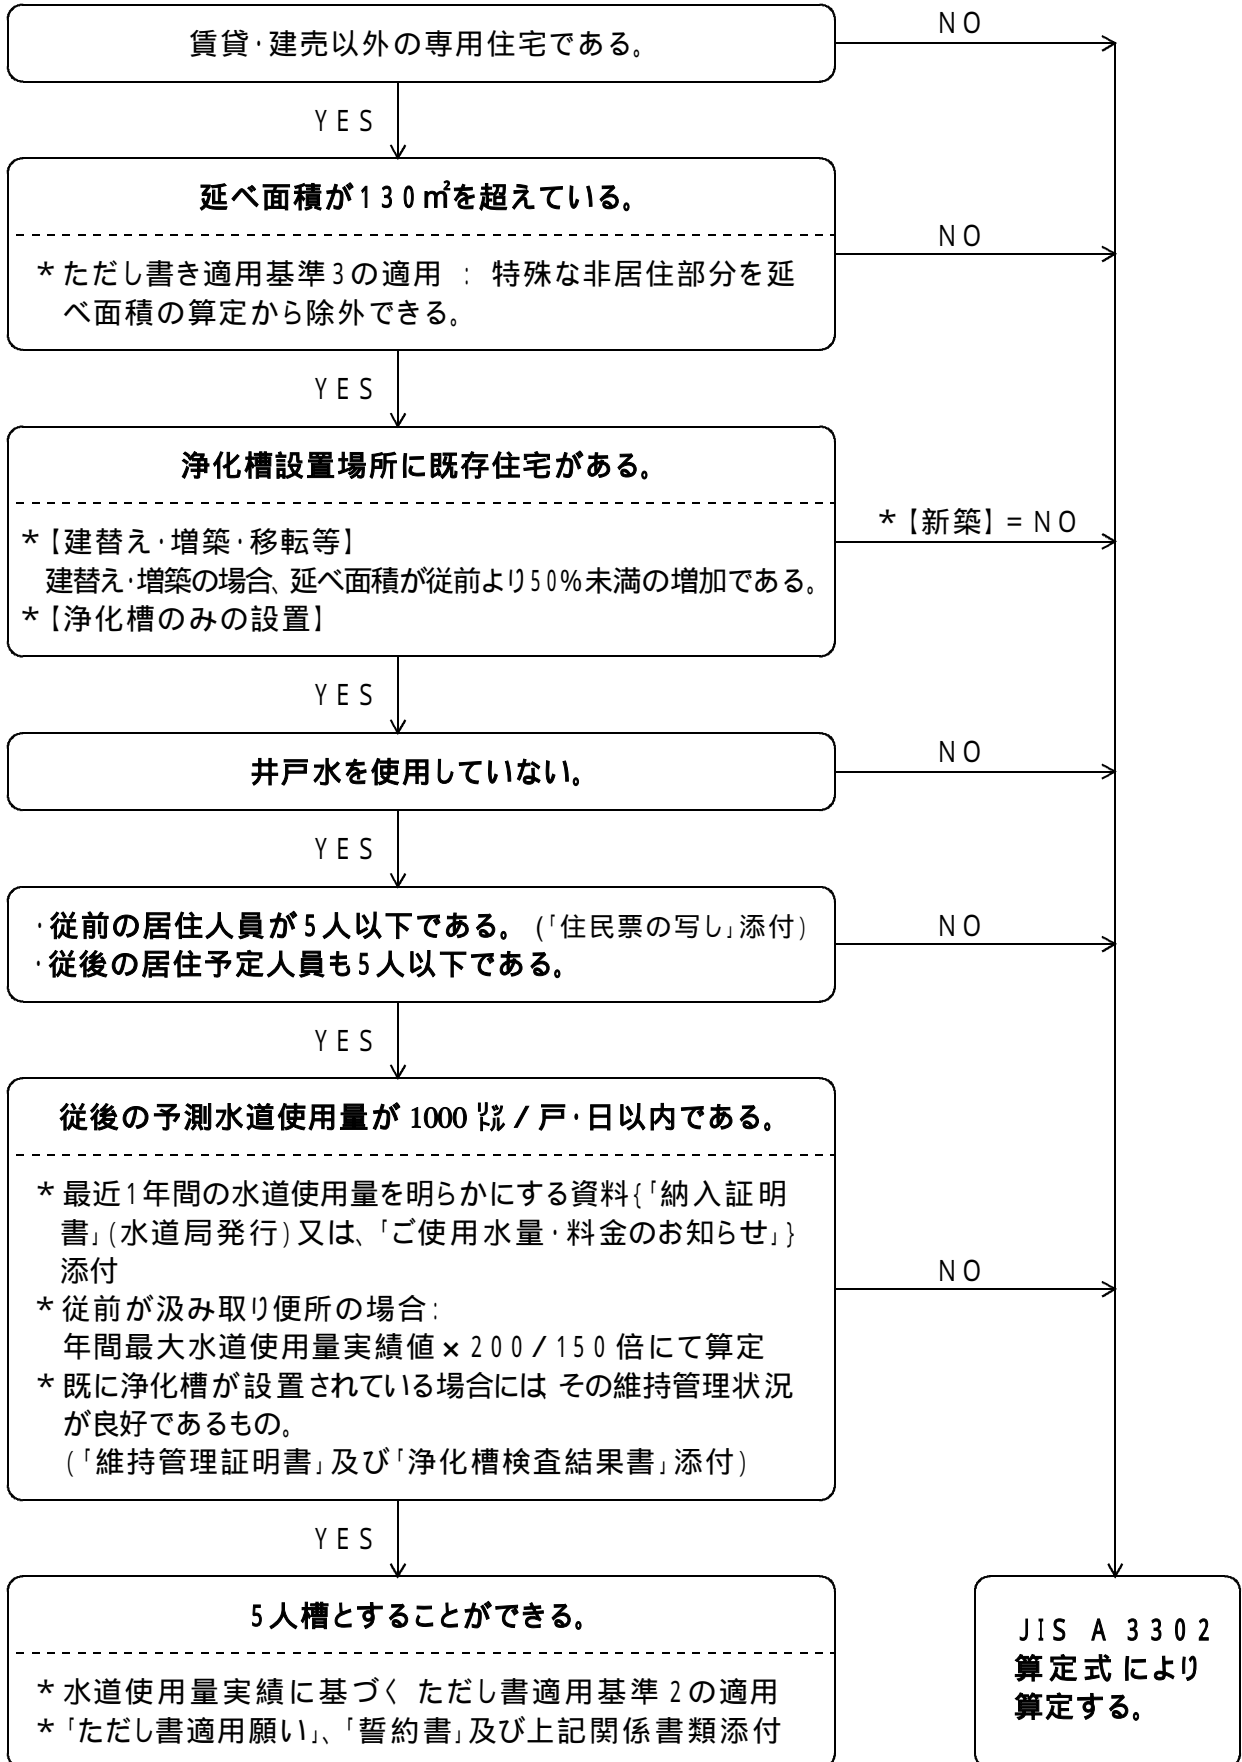 賃貸・建売以外の専用住宅である。
NO
YES
延べ面積が130㎡を超えている。
NO
*ただし書き適用基準3の適用 : 特殊な非居住部分を延
べ面積の算定から除外できる。
YES
浄化槽設置場所に既存住宅がある。
*【新築】=NO
*【建替え・増築・移転等】
建替え・増築の場合、延べ面積が従前より50%未満の増加である。
*【浄化槽のみの設置】
YES
井戸水を使用していない。
NO
YES
・従前の居住人員が5人以下である。(「住民票の写し」添付)
・従後の居住予定人員も5人以下である。
NO
YES
従後の予測水道使用量が 1000 ㍑/戸・日以内である。
*最近1年間の水道使用量を明らかにする資料{「納入証明
書」(水道局発行)又は、「ご使用水量・料金のお知らせ」}
添付
NO
*従前が汲み取り便所の場合:
年間最大水道使用量実績値×200/150倍にて算定
*既に浄化槽が設置されている場合には その維持管理状況
が良好であるもの。
(「維持管理証明書」及び「浄化槽検査結果書」添付)
YES
5人槽とすることができる。
*水道使用量実績に基づく ただし書適用基準2の適用
*「ただし書適用願い」、「誓約書」及び上記関係書類添付
JIS A 3302
算定式により
算定する。